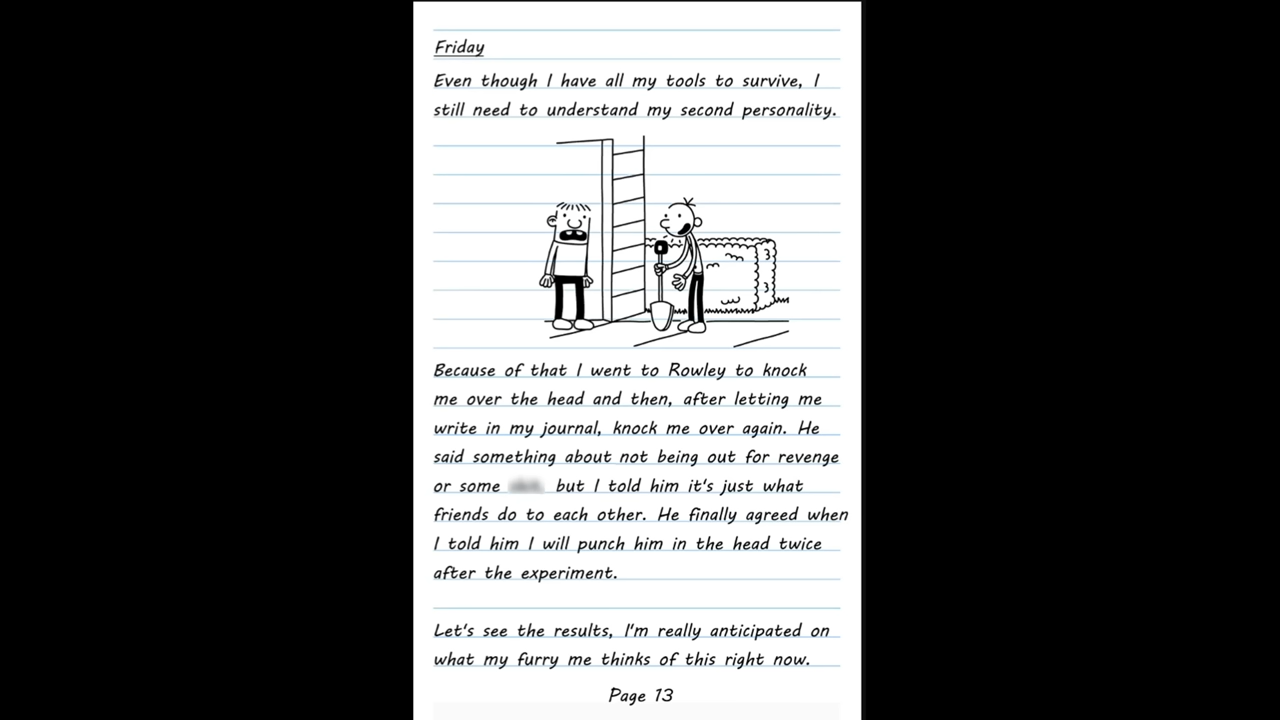 Friday
Even though I have all my tools to survive, I
still need to understand my second personality.
Because of that I went to Rowley to knock
me over the head and then, after letting me
write in my journal, knock me over again. He
said something about not being out for revenge
or some but I told him it's just what
friends do to each other. He finally agreed when
I told him I will punch him in the head twice
after the experiment.
Let's see the results, I'm really anticipated on
what my furry me thinks of this right now.
Page 13